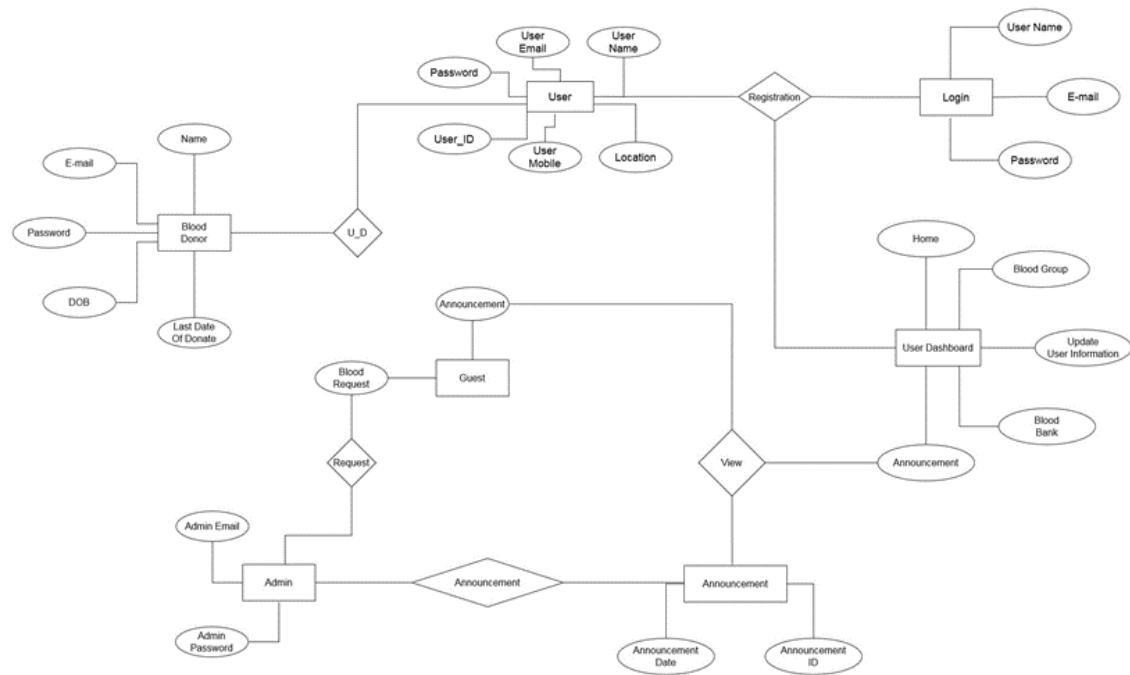 User
Email
User
Name
User Name
Password
User
Registration
Login
E-mail
User_ID
User
Mobile
Location
Password
Name
E-mail
Password
Blood
Donor
U_D
DOB
Last Date
Of Donate
Home
Blood Group
User Dashboard
Update
User Information
Blood
Bank
Announcement
Announcement
Guest
Blood
Request
Request
View
Admin Email
Admin
Announcement
Announcement
Admin
Password
Announcement
Date
Announcement
ID